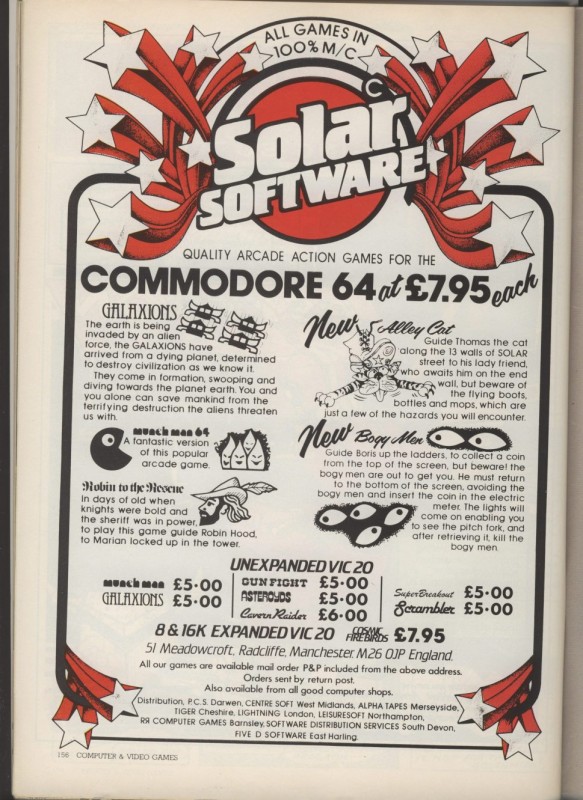 ALL GAMES IN
100% M/C
Solar
SOFTWARE
QUALITY ARCADE ACTION GAMES FOR THE
COMMODORE 64 at £7.95 each
GALAXIONS
The earth is being
invaded by an alien
force, the GALAXIONS have
arrived from a dying planet, determined
to destroy civilization as we know it.
They come in formation, swooping and
diving towards the planet earth. You and
you alone can save mankind from the
terrifying destruction the aliens threaten
us with.
munch man 64
A fantastic version
of this popular
arcade game.
Robin to the Rescue
In days of old when
knights were bold and
the sheriff was in power,
to play this game guide Robin Hood,
to Marian locked up in the tower.
New Alley Cat
Guide Thomas the cat
along the 13 walls of SOLAR
street to his lady friend,
who awaits him on the end
wall, but beware of
the flying boots,
bottles and mops, which are
just a few of the hazards you will encounter.
New Bogy Men
Guide Boris up the ladders, to collect a coin
from the top of the screen, but beware! the
bogy men are out to get you. He must return
to the bottom of the screen, avoiding the
bogy men and insert the coin in the electric
meter. The lights will
come on enabling you
to see the pitch fork, and
after retrieving it, kill the
bogy men.
UNEXPANDED VIC 20
munch man £5·00
GALAXIONS £5·00
GUNFIGHT £5·00
ASTEROYDS £5·00
Cavern Raider £6·00
Super Breakout £5·00
Scrambler £5·00
8 & 16K EXPANDED VIC 20 COSMIC FIREBIRDS £7.95
51 Meadowcroft, Radcliffe, Manchester. M26 OJP England.
All our games are available mail order P&P included from the above address.
Orders sent by return post.
Also available from all good computer shops.
Distribution, P.C.S. Darwen, CENTRE SOFT West Midlands, ALPHA TAPES Merseyside,
TIGER Cheshire, LIGHTNING London, LEISURESOFT Northampton,
RR COMPUTER GAMES Barnsley, SOFTWARE DISTRIBUTION SERVICES South Devon,
FIVE D SOFTWARE East Harling.
156 COMPUTER & VIDEO GAMES